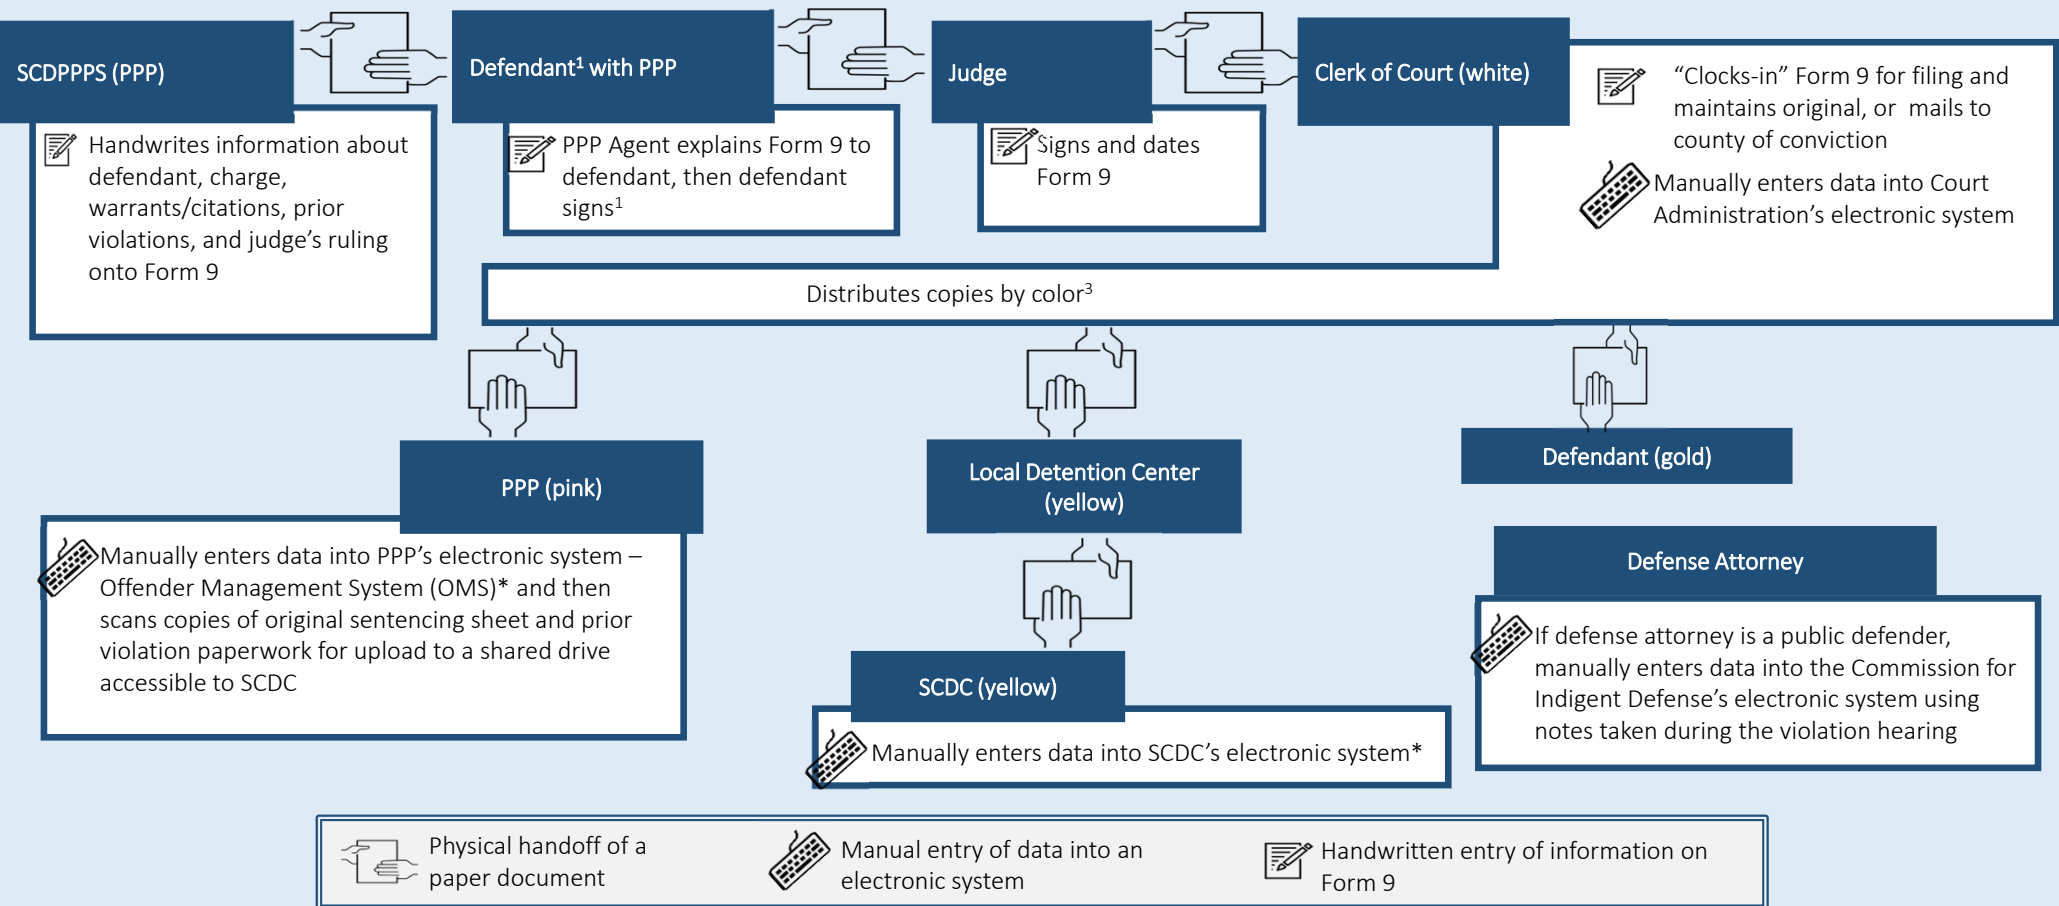 SCDPPPS (PPP)
Handwrites information about
defendant, charge,
warrants/citations, prior
violations, and judge’s ruling
onto Form 9
Defendant¹ with PPP
PPP Agent explains Form 9 to
defendant, then defendant
signs¹
Judge
Signs and dates
Form 9
Clerk of Court (white)
“Clocks-in” Form 9 for filing and
maintains original, or mails to
county of conviction
Manually enters data into Court
Administration’s electronic system
Distributes copies by color³
PPP (pink)
Manually enters data into PPP’s electronic system –
Offender Management System (OMS)* and then
scans copies of original sentencing sheet and prior
violation paperwork for upload to a shared drive
accessible to SCDC
Local Detention Center
(yellow)
SCDC (yellow)
Manually enters data into SCDC’s electronic system*
Defendant (gold)
Defense Attorney
If defense attorney is a public defender,
manually enters data into the Commission for
Indigent Defense’s electronic system using
notes taken during the violation hearing
Physical handoff of a
paper document
Manual entry of data into an
electronic system
Handwritten entry of information on
Form 9